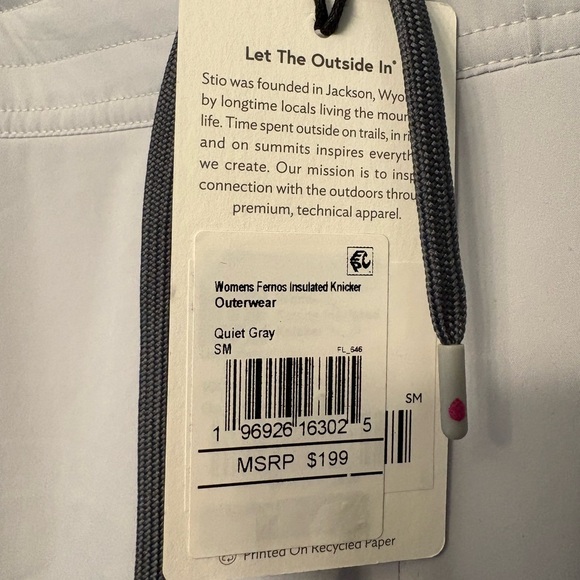 Let The Outside In®
Stio was founded in Jackson, Wyo
by longtime locals living the moun
life. Time spent outside on trails, in ri
and on summits inspires everyth
we create. Our mission is to insp
connection with the outdoors throu
premium, technical apparel.
Womens Fernos Insulated Knicker
Outerwear
Quiet Gray
SM
FL_646
1 96926 16302 5
MSRP $199
SM
Printed On Recycled Paper